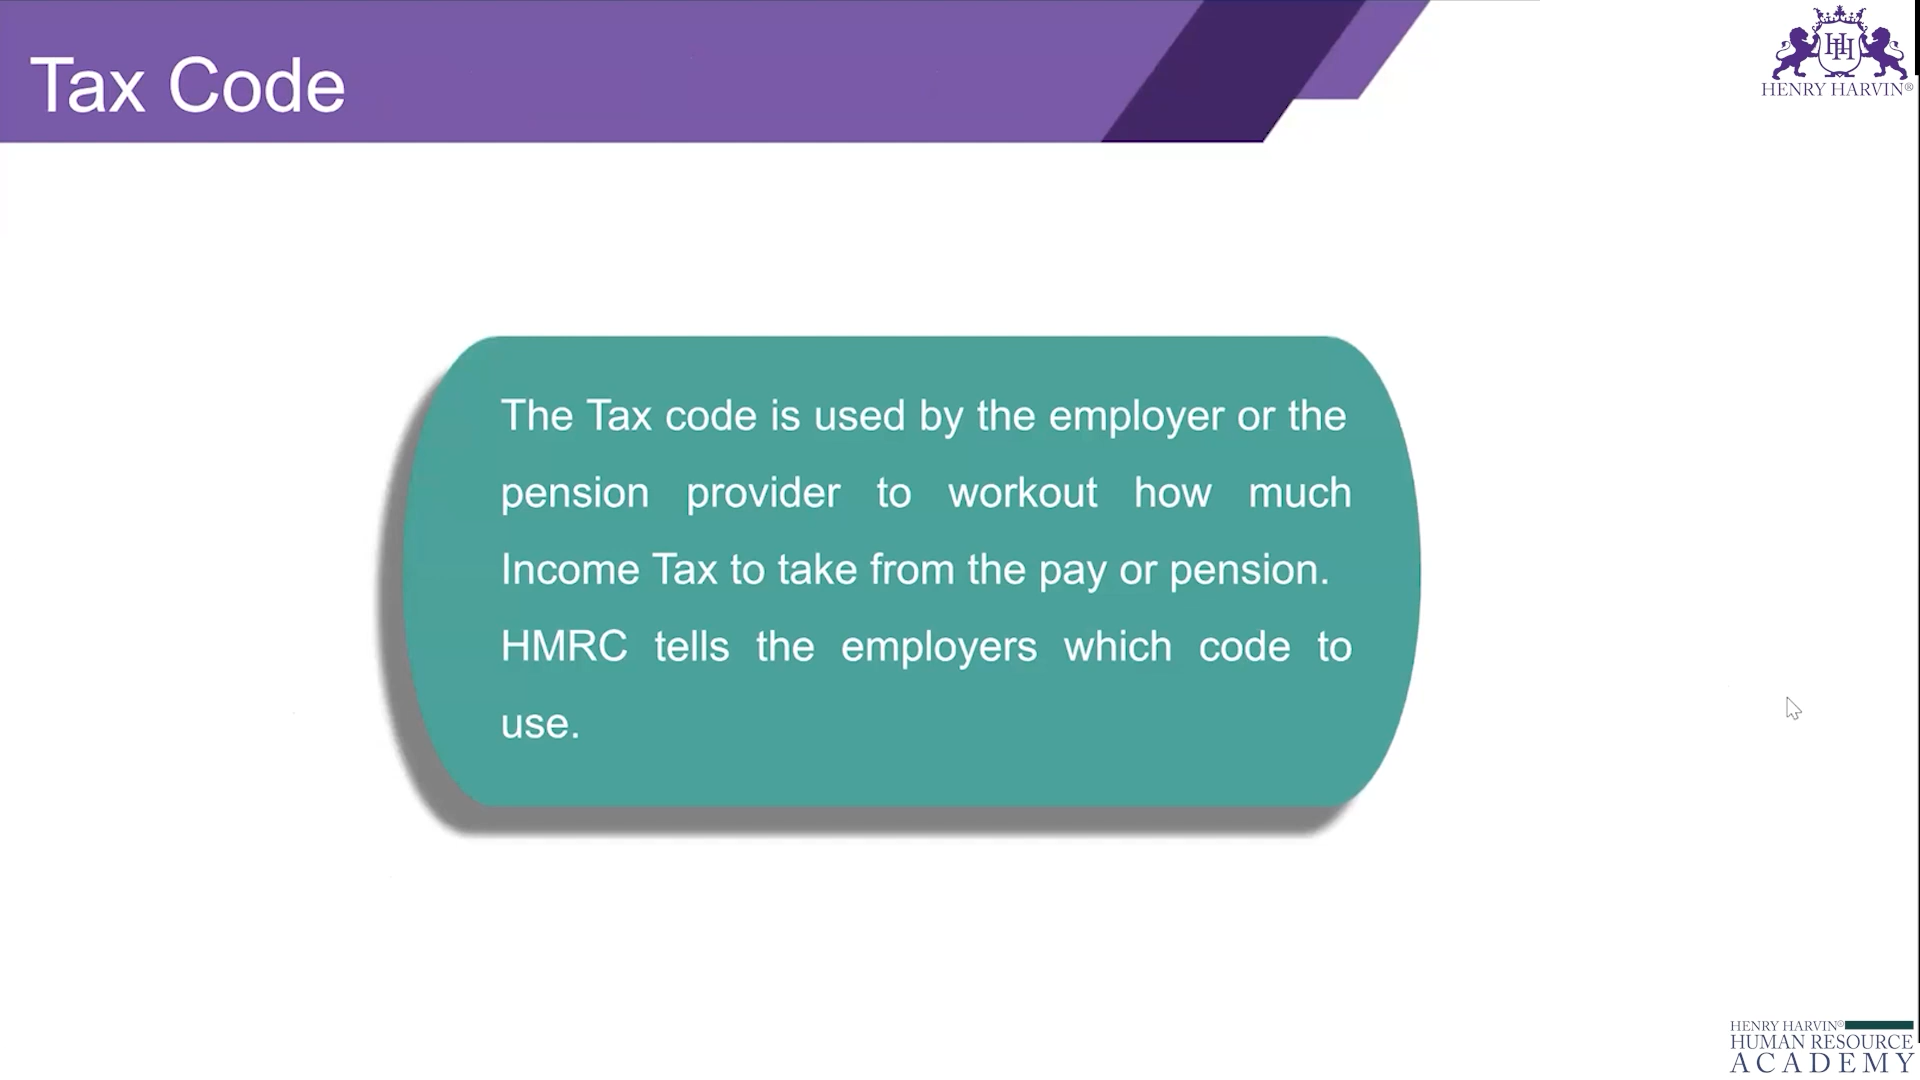 Tax Code
HENRY HARVIN®
The Tax code is used by the employer or the
pension provider to workout how much
Income Tax to take from the pay or pension.
HMRC tells the employers which code to
use.
HENRY HARVIN®
HUMAN RESOURCE
ACADEMY